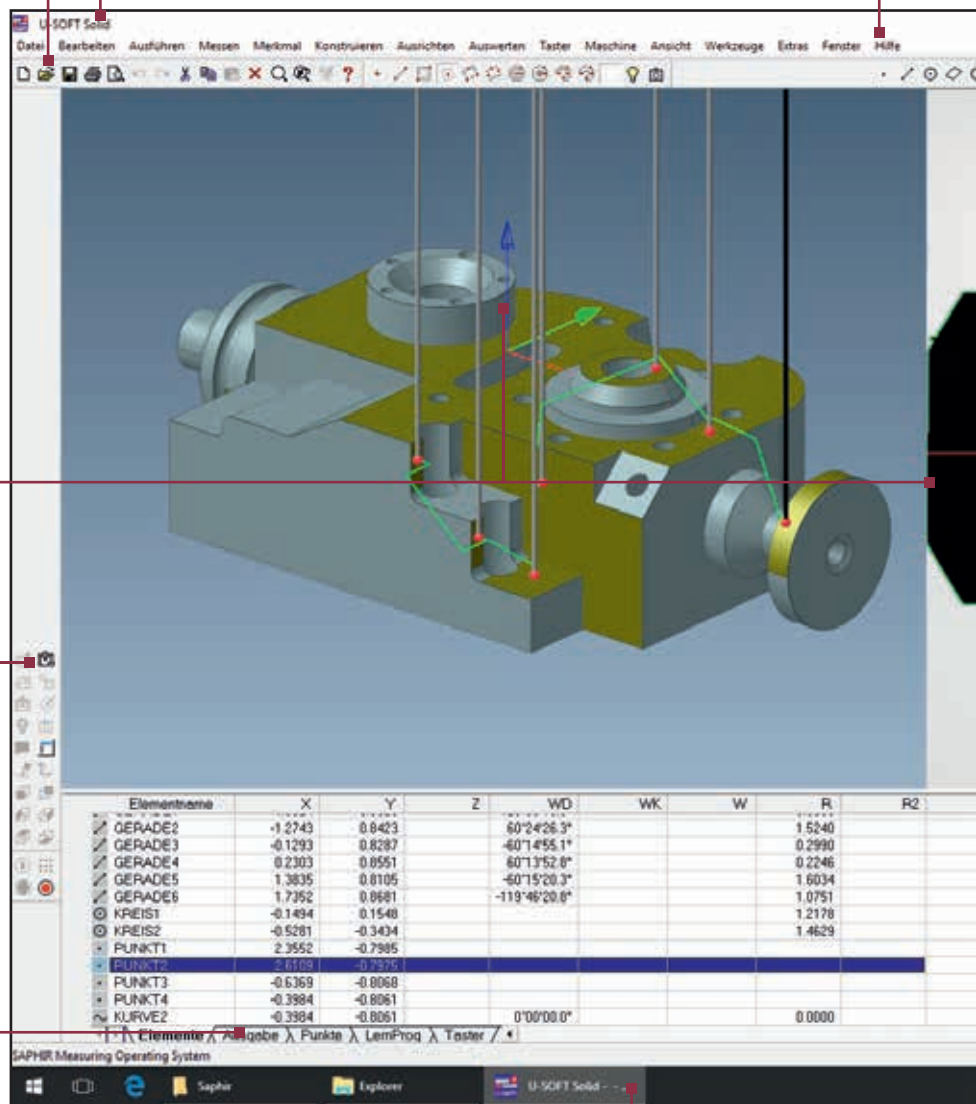 U-SOFT Solid
Datei Bearbeiten Ausführen Messen Merkmal Konstruieren Ausrichten Auswerten Taster Maschine Ansicht Werkzeuge Extras Fenster Hilfe
Elementname X Y Z WD WK W R R2
GERADE2 -1.2743 0.8423 60°24'26.3" 1.5240
GERADE3 -0.1293 0.8287 -60°14'55.1" 0.2990
GERADE4 0.2303 0.8551 60°13'52.8" 0.2246
GERADE5 1.3835 0.8105 -60°15'20.3" 1.6034
GERADE6 1.7352 0.8681 -119°46'20.8" 1.0751
KREIS1 -0.1494 0.1548 1.2178
KREIS2 -0.5281 -0.3434 1.4629
PUNKT1 2.3552 -0.7985
PUNKT2 2.6109 -0.7975
PUNKT3 -0.6369 -0.8068
PUNKT4 -0.3984 -0.8061
KURVE2 -0.3984 -0.8061 0°00'00.0" 0.0000
Elemente Ausgabe Punkte LernProg Taster
SAPHIR Measuring Operating System
Saphir Explorer U-SOFT Solid - -